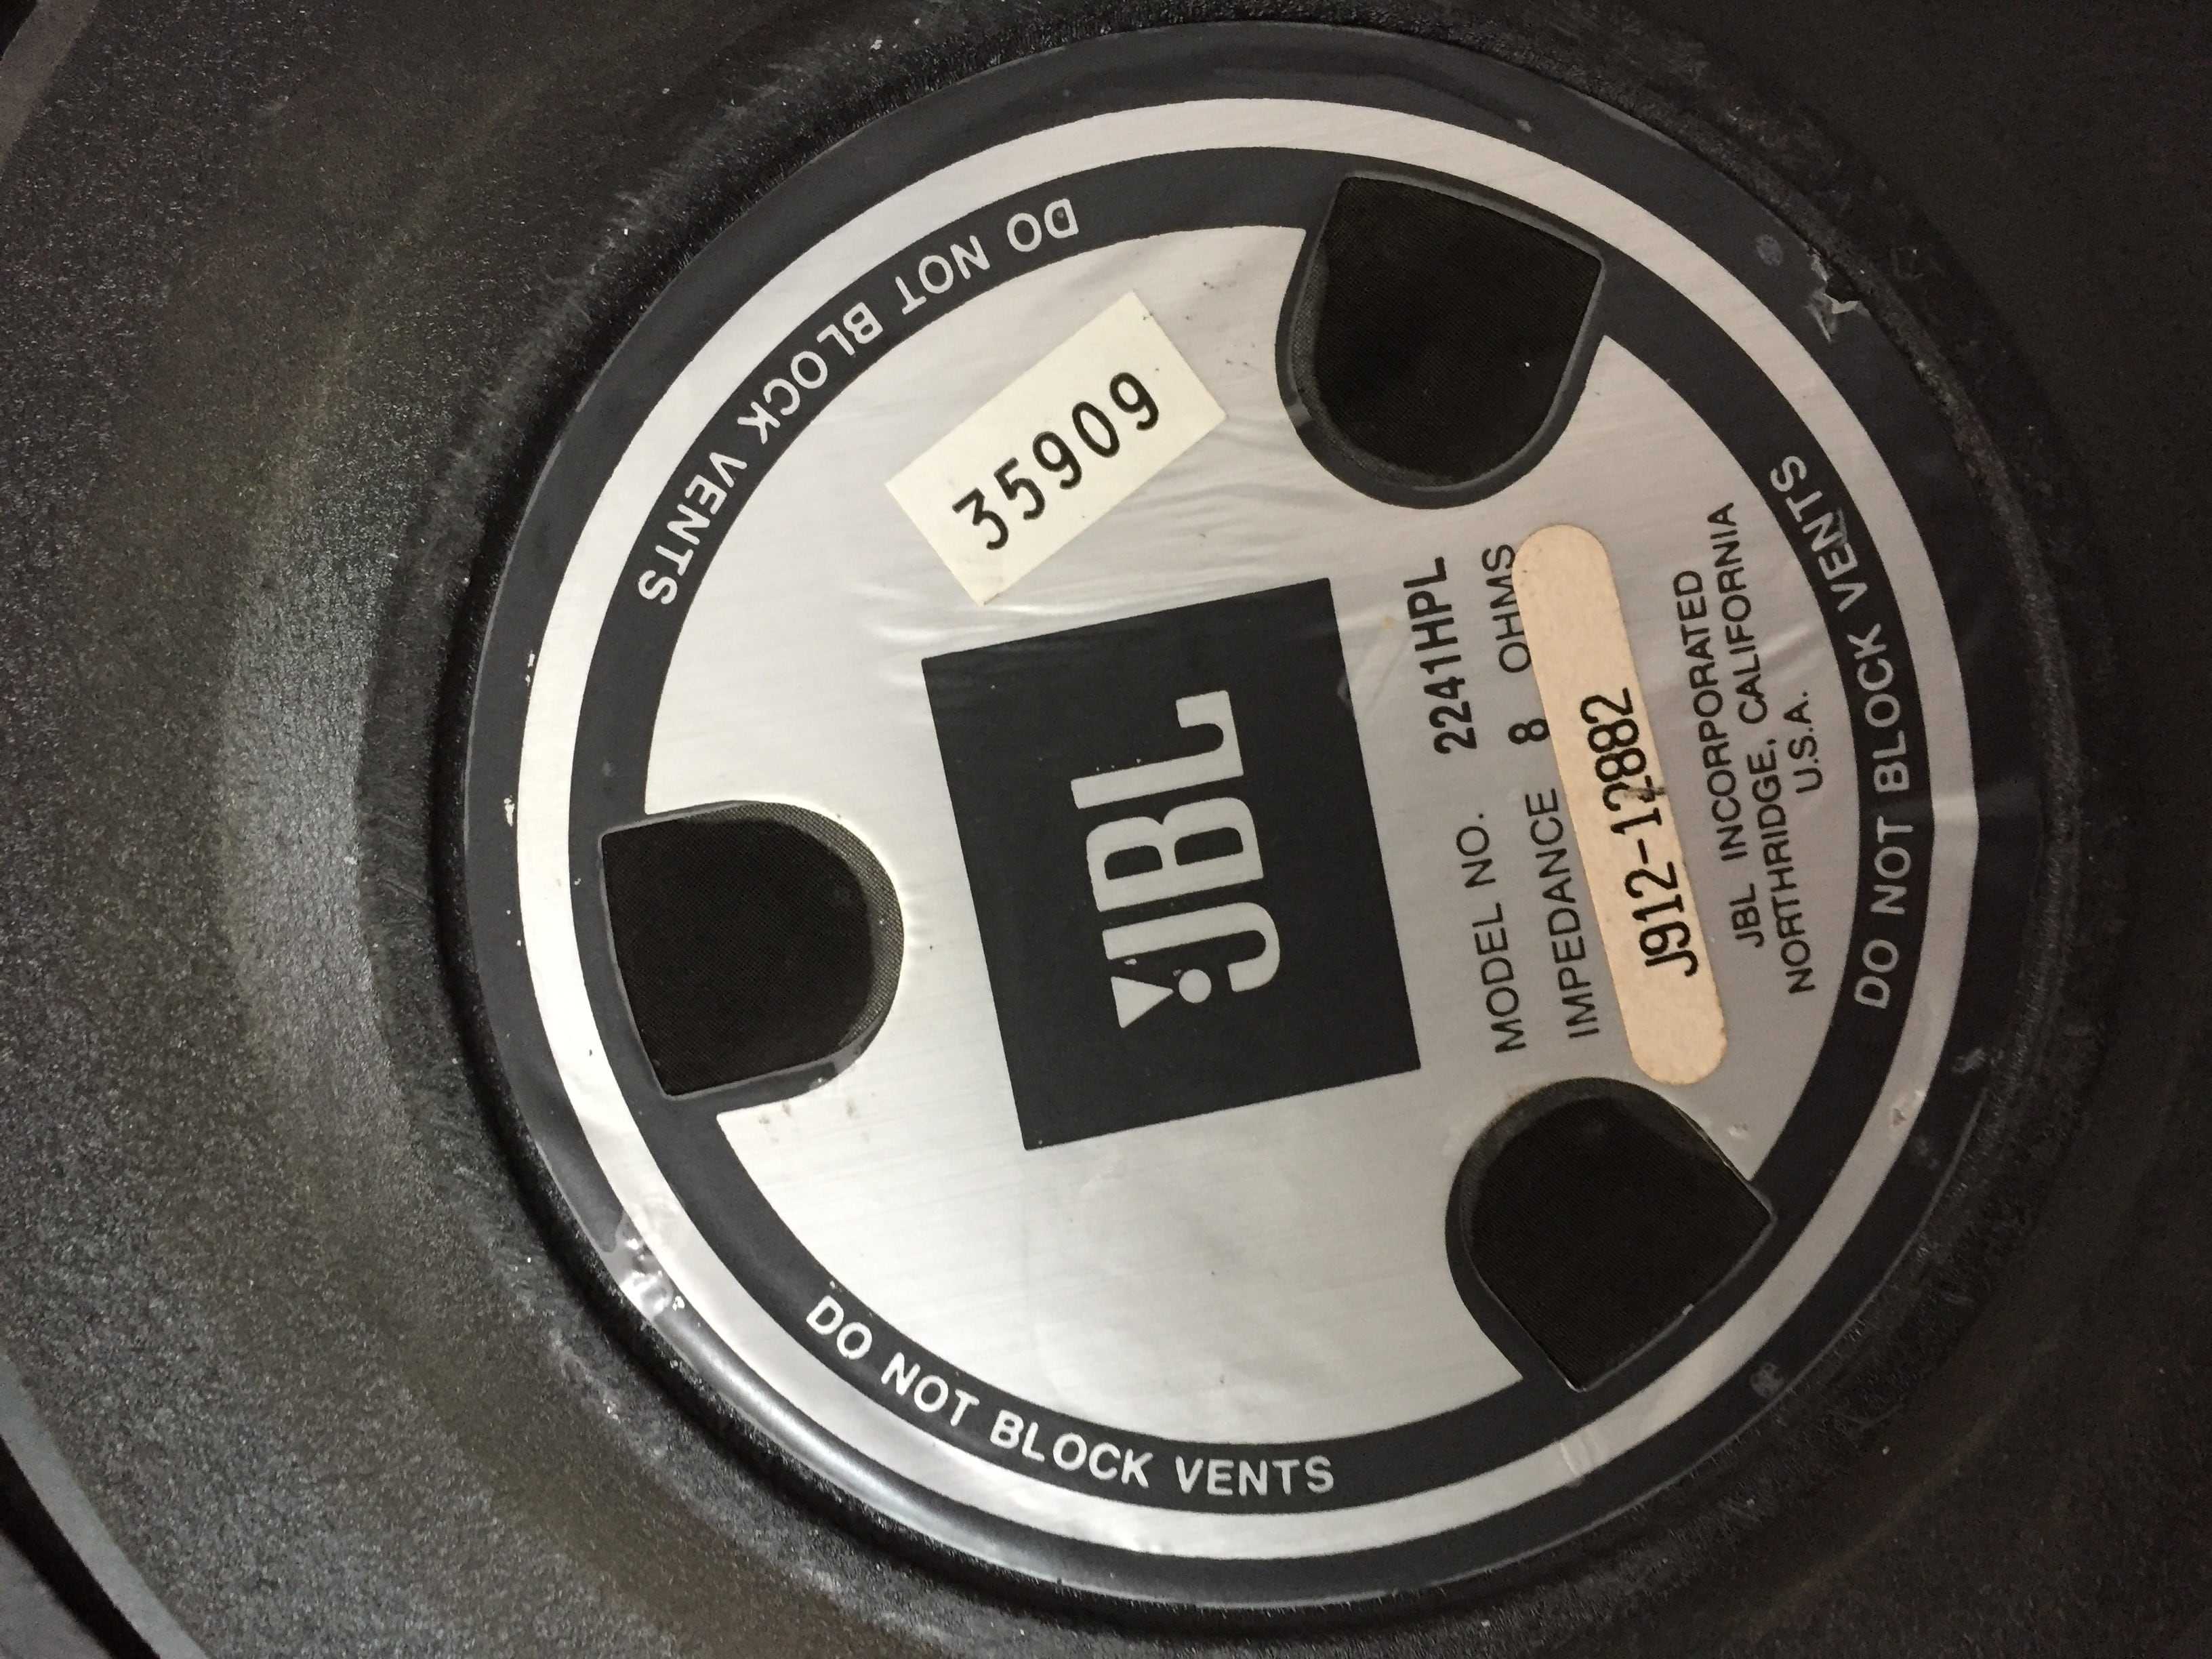 DO NOT BLOCK VENTS
35909
JBL
MODEL NO. 2241HPL
IMPEDANCE 8 OHMS
J912-12882
JBL INCORPORATED
NORTHRIDGE, CALIFORNIA
U.S.A.
DO NOT BLOCK VENTS
DO NOT BLOCK VENTS